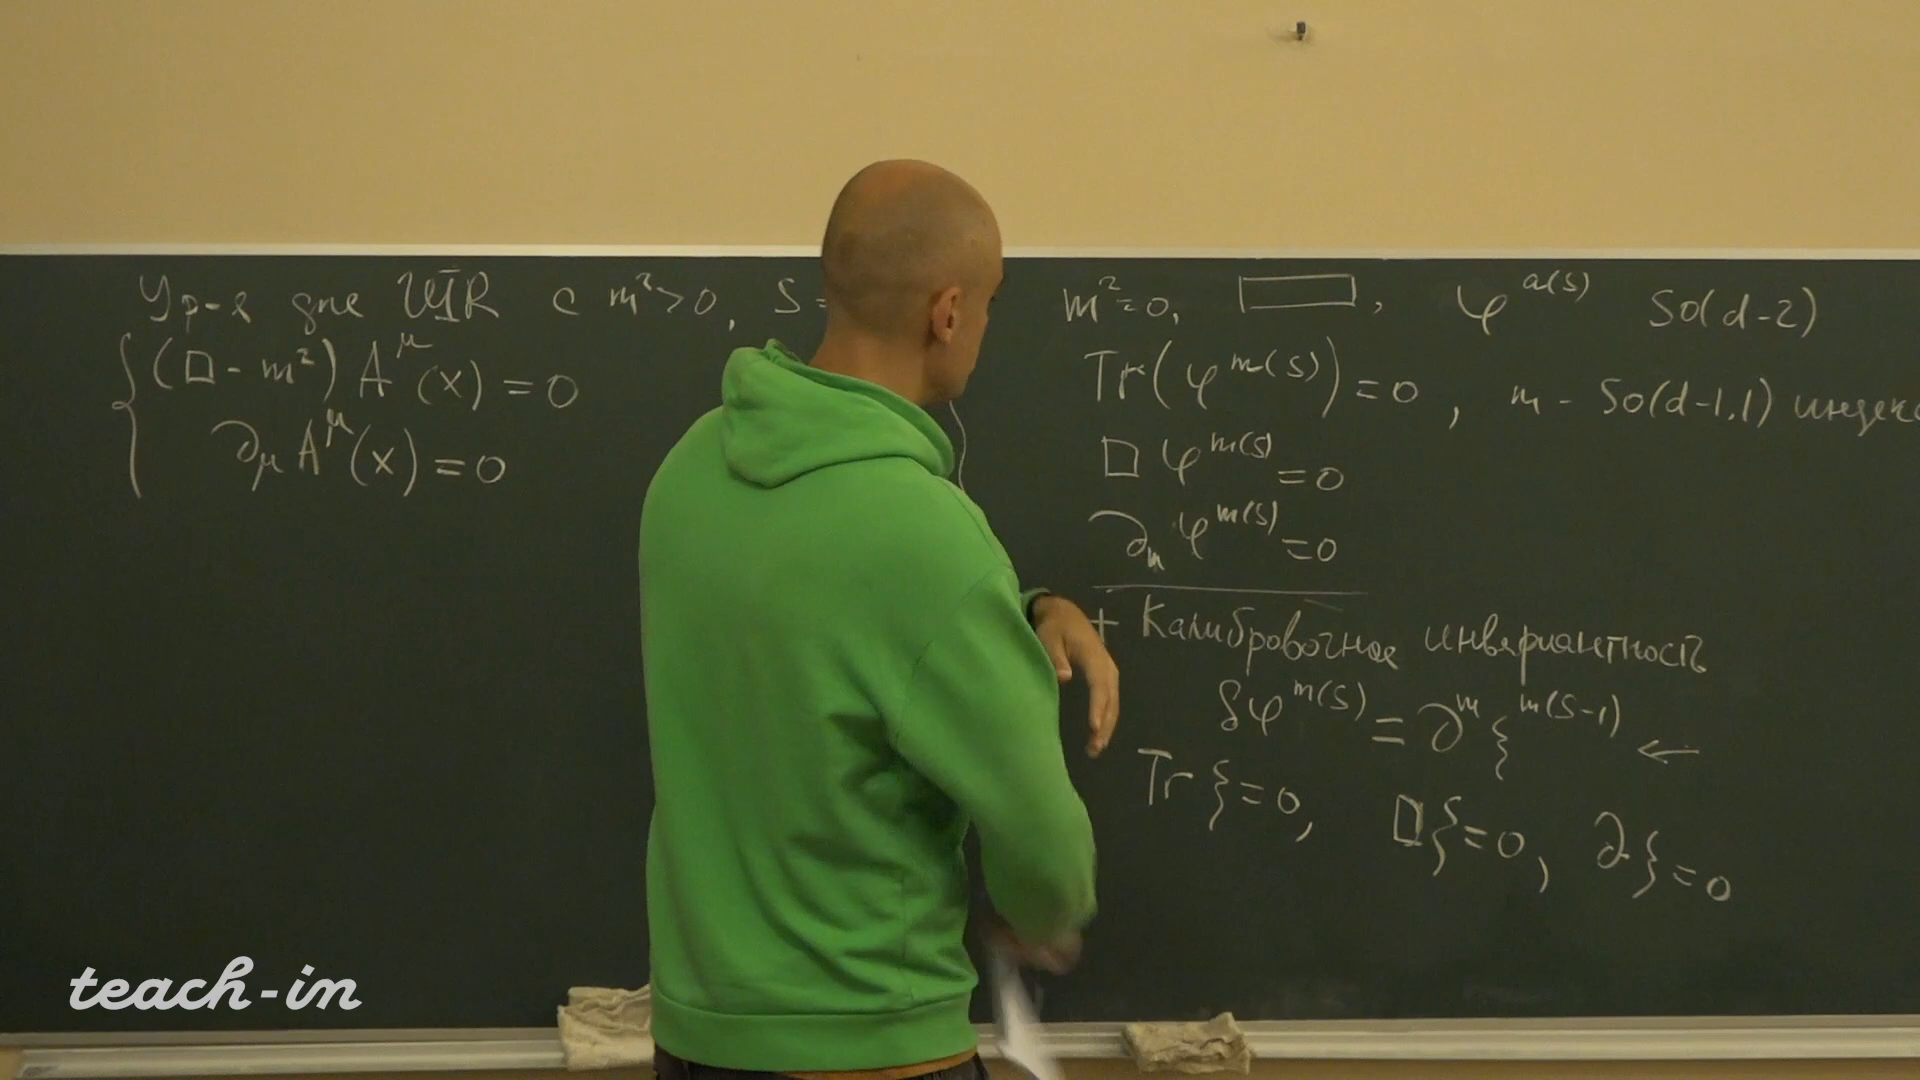 Ур-я для UIR с m²>0, S=
(□ - m²) A^μ(x) = 0
∂_μ A^μ(x) = 0
m²=0, ▭, φ^{a(s)} SO(d-2)
Tr(φ^{m(s)}) = 0, m - SO(d-1,1) индекс
□ φ^{m(s)} = 0
∂_m φ^{m(s)} = 0
+ Калибровочная инвариантность
δφ^{m(s)} = ∂^m ξ^{m(s-1)} ←
Tr ξ = 0, □ξ = 0, ∂ξ = 0
teach-in